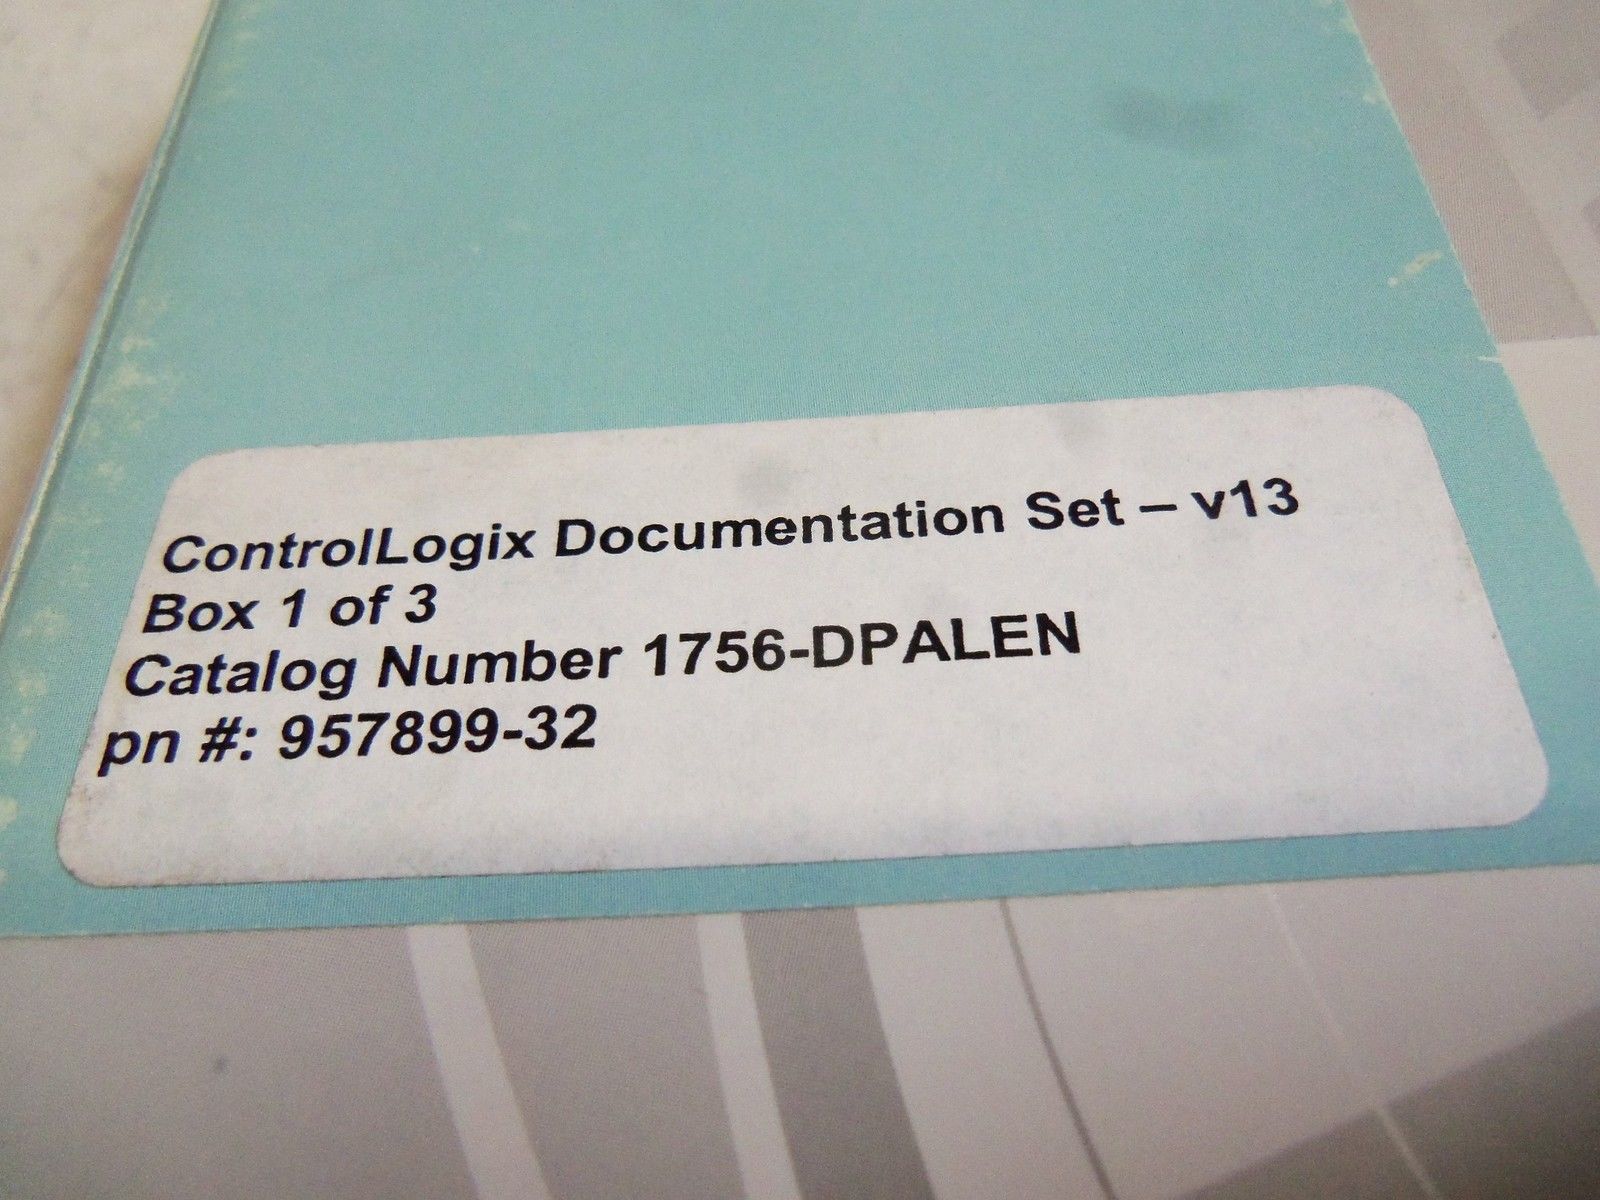 ControlLogix Documentation Set – v13
Box 1 of 3
Catalog Number 1756-DPALEN
pn #: 957899-32